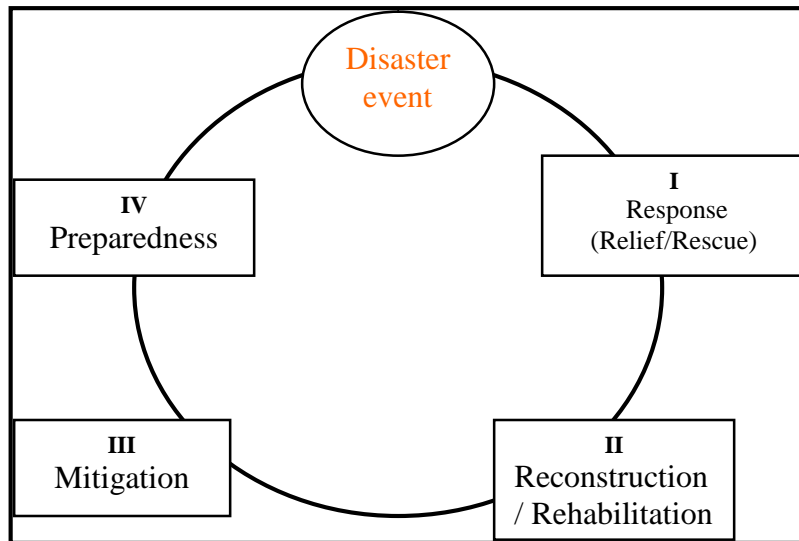 Disaster
event
I
Response
(Relief/Rescue)
II
Reconstruction
/ Rehabilitation
III
Mitigation
IV
Preparedness